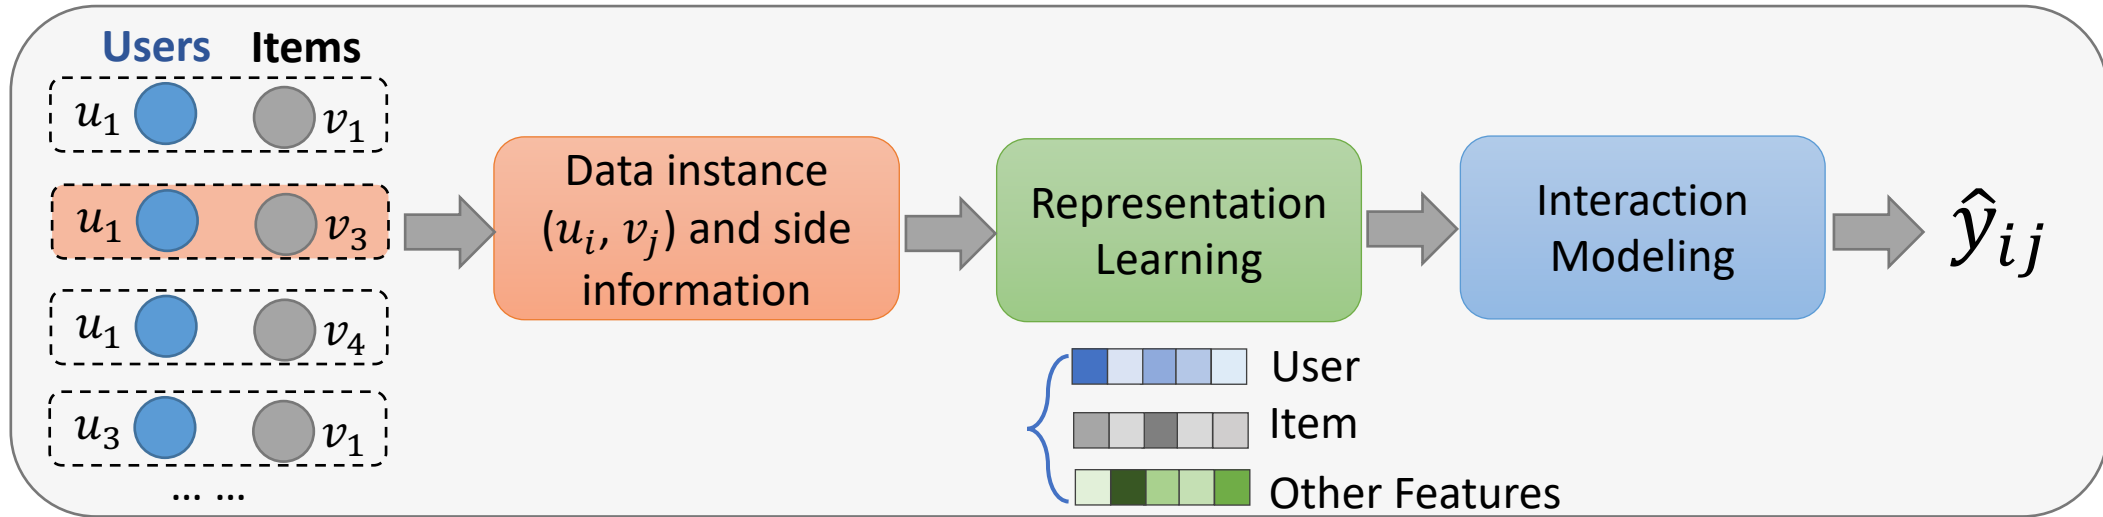 Users Items
u₁ v₁
u₁ v₃
u₁ v₄
u₃ v₁
... ...
Data instance
(uᵢ, vⱼ) and side
information
Representation
Learning
User
Item
Other Features
Interaction
Modeling
ŷᵢⱼ